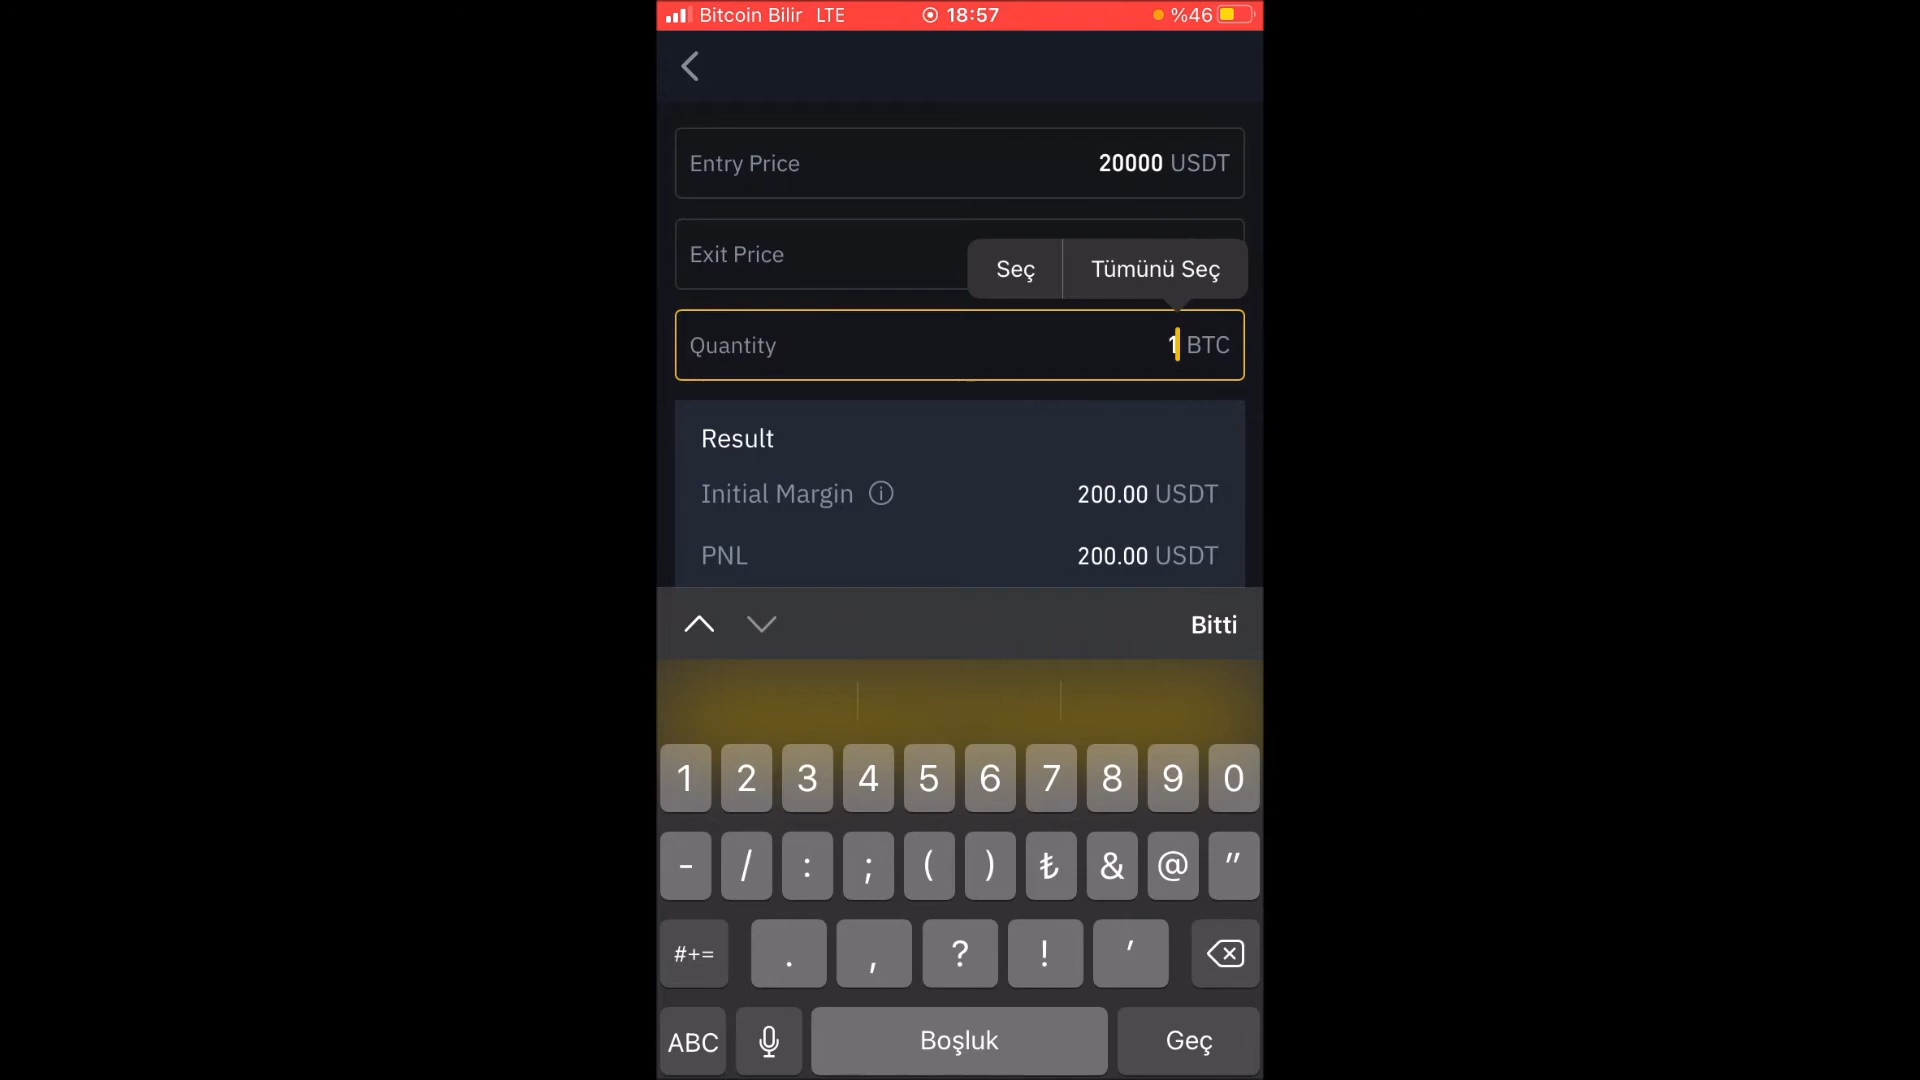 Bitcoin Bilir LTE 18:57 %46
Entry Price 20000 USDT
Exit Price
Seç Tümünü Seç
Quantity 1 BTC
Result
Initial Margin 200.00 USDT
PNL 200.00 USDT
Bitti
1 2 3 4 5 6 7 8 9 0
- / : ; ( ) ₺ & @ "
#+= . , ? ! '
ABC Boşluk Geç